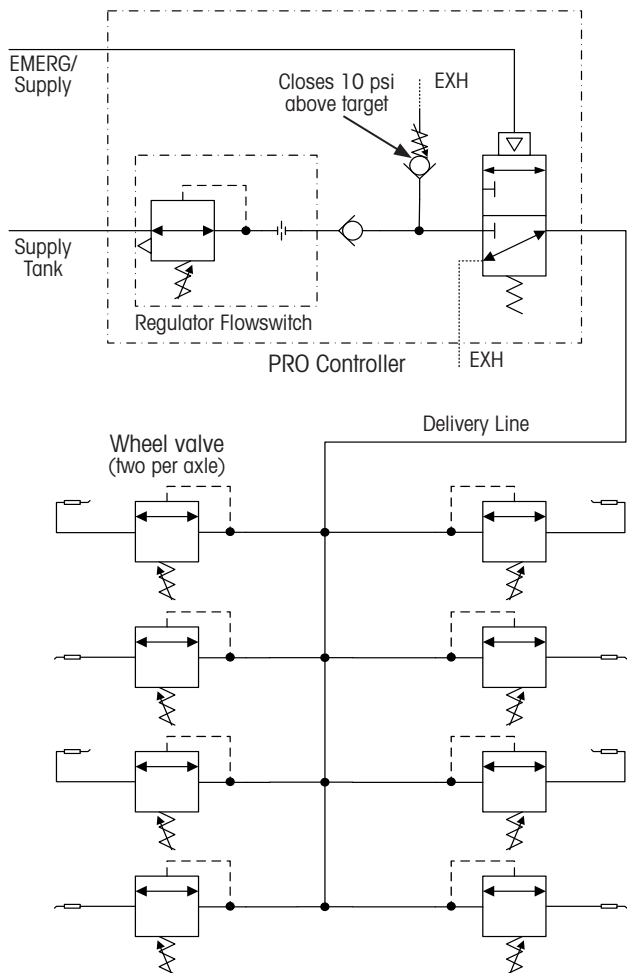 EMERG/
Supply
Closes 10 psi
above target
EXH
Supply
Tank
Regulator Flowswitch
EXH
PRO Controller
Delivery Line
Wheel valve
(two per axle)